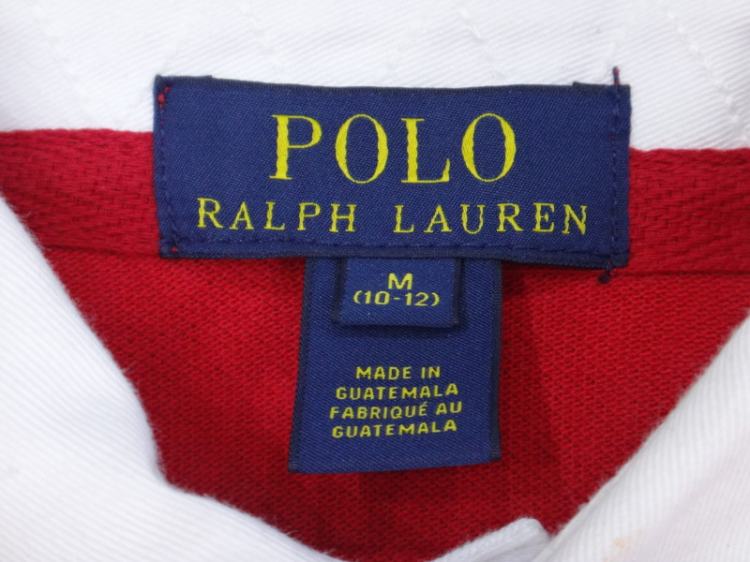 POLO
RALPH LAUREN
M
(10-12)
MADE IN
GUATEMALA
FABRIQUÉ AU
GUATEMALA